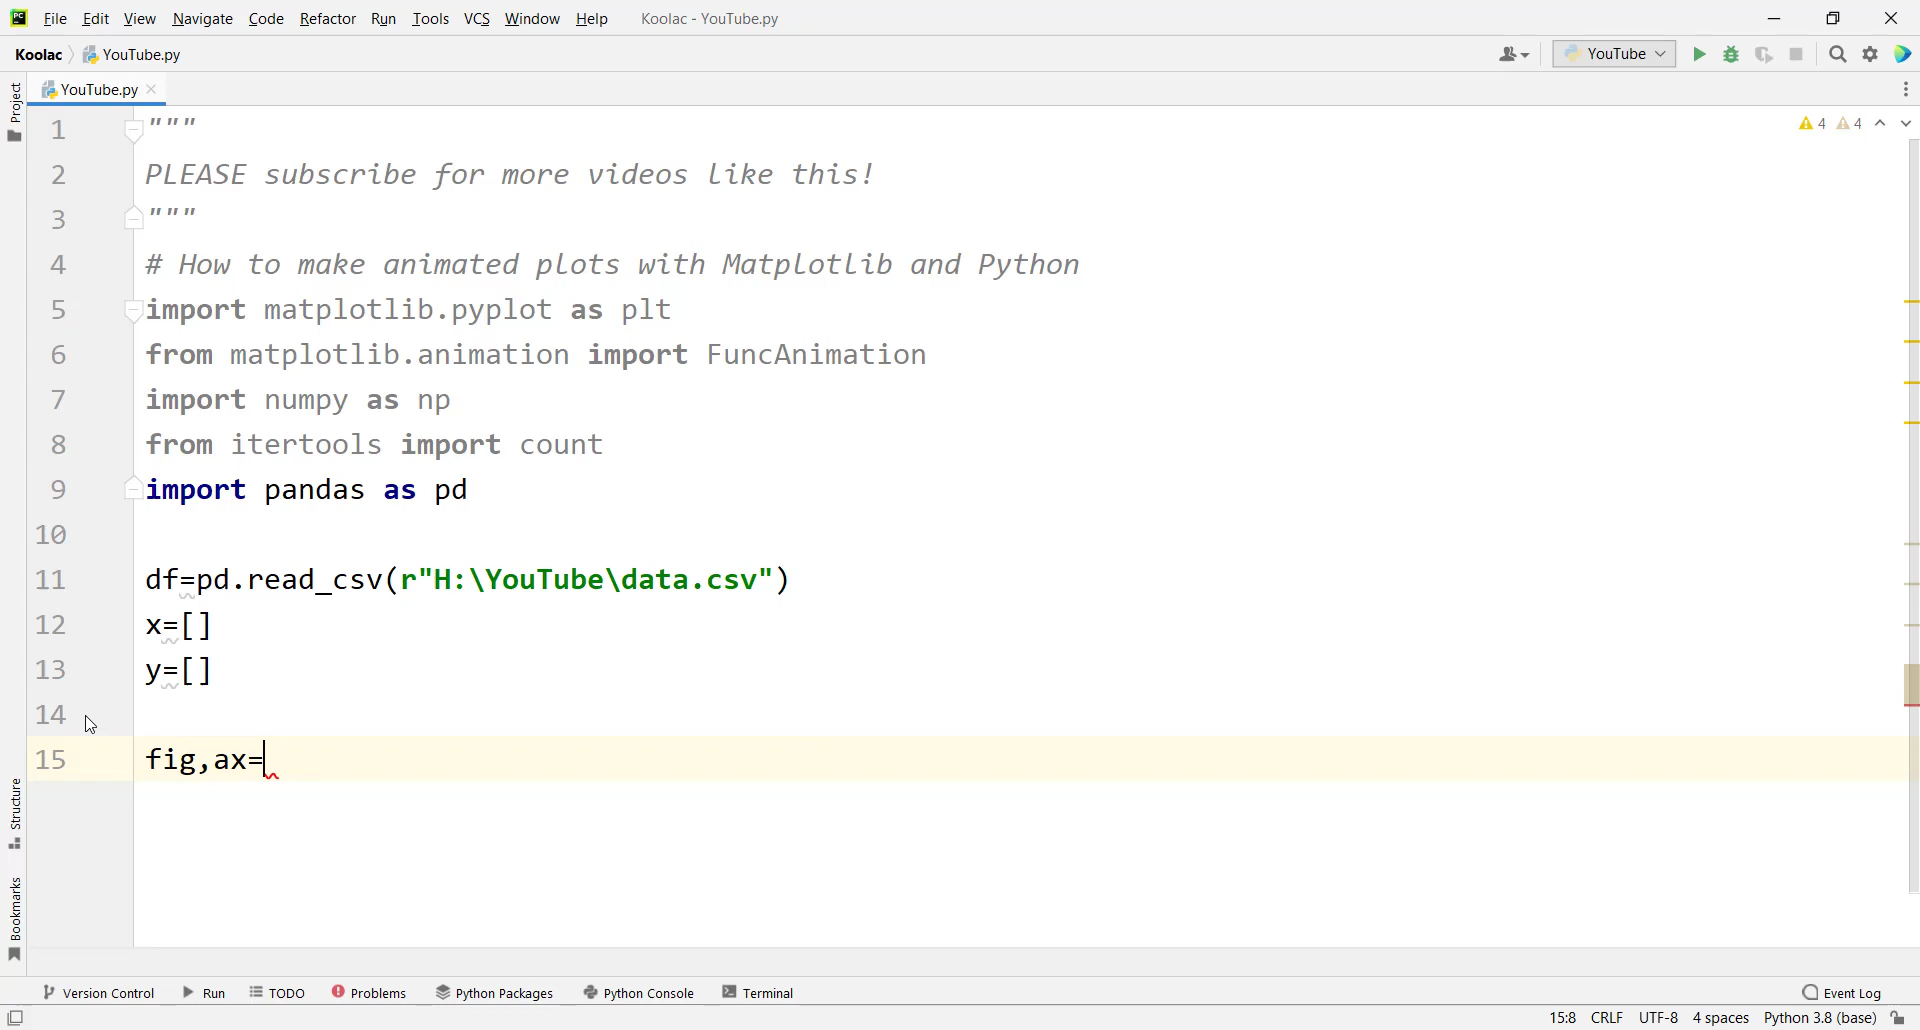 PC File Edit View Navigate Code Refactor Run Tools VCS Window Help Koolac - YouTube.py
Koolac YouTube.py YouTube
Project
YouTube.py
4 4
1 """
2 PLEASE subscribe for more videos like this!
3 """
4 # How to make animated plots with Matplotlib and Python
5 import matplotlib.pyplot as plt
6 from matplotlib.animation import FuncAnimation
7 import numpy as np
8 from itertools import count
9 import pandas as pd
10
11 df=pd.read_csv(r"H:\YouTube\data.csv")
12 x=[]
13 y=[]
14
15 fig,ax=
Structure
Bookmarks
Version Control Run TODO Problems Python Packages Python Console Terminal Event Log
15:8 CRLF UTF-8 4 spaces Python 3.8 (base)